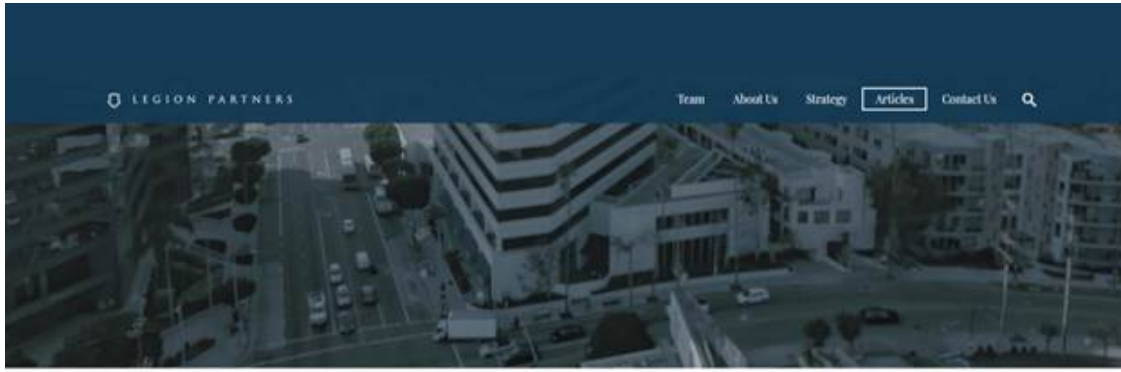 LEGION PARTNERS
Team About Us Strategy Articles Contact Us